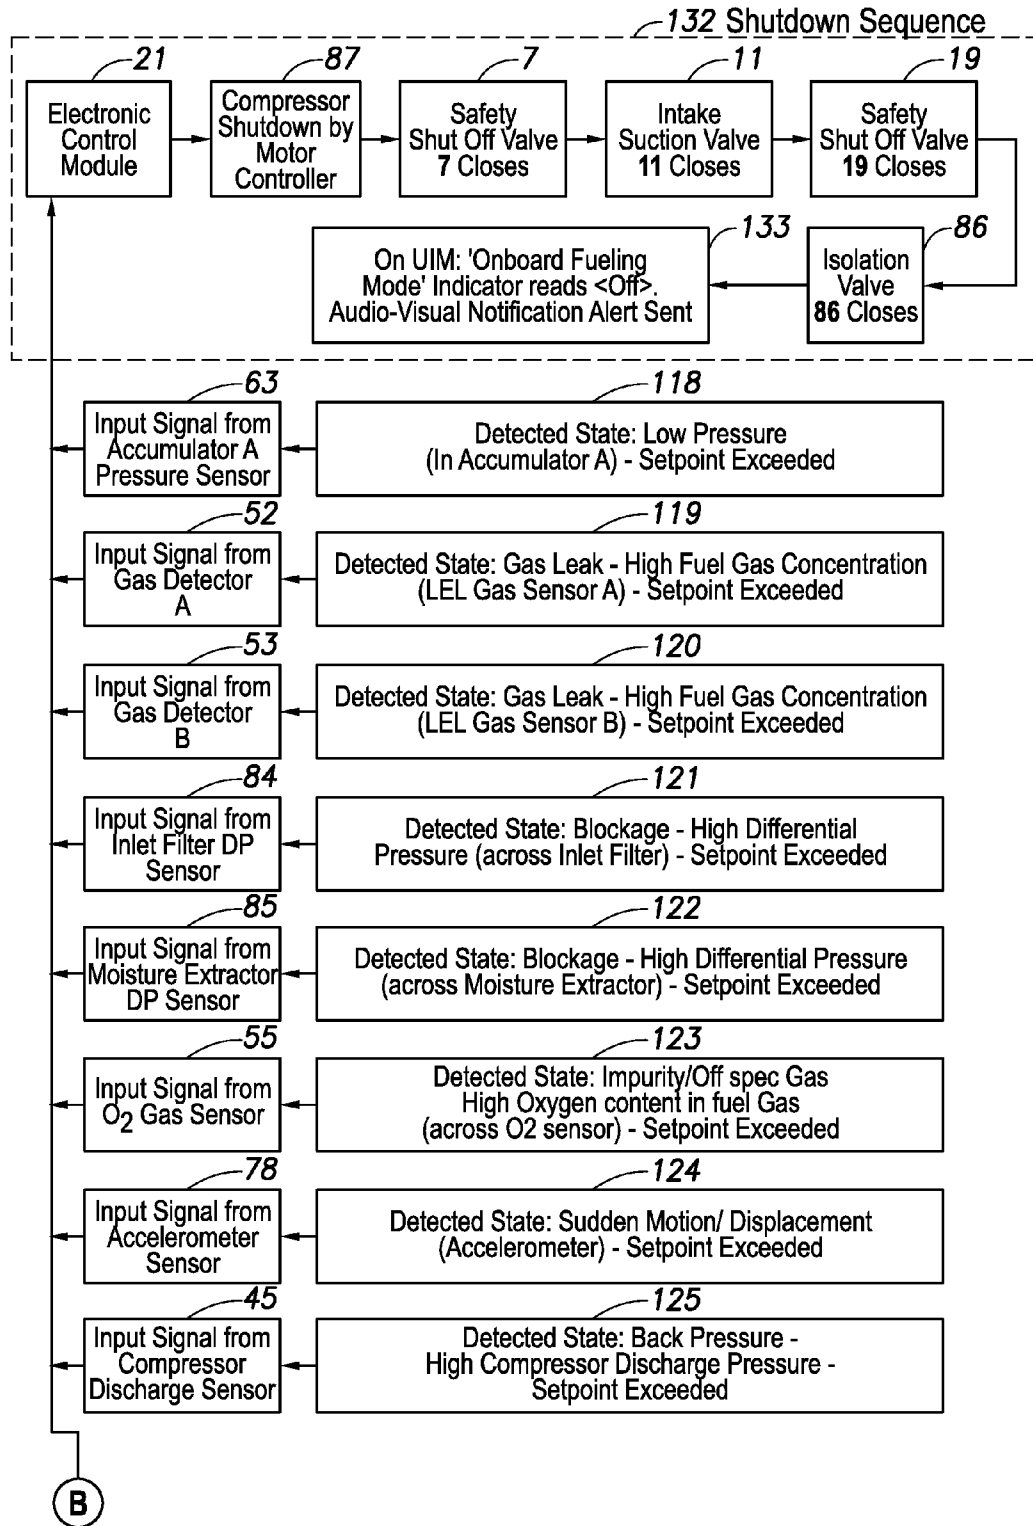 132 Shutdown Sequence
21
Electronic
Control
Module
87
Compressor
Shutdown by
Motor
Controller
7
Safety
Shut Off Valve
7 Closes
11
Intake
Suction Valve
11 Closes
19
Safety
Shut Off Valve
19 Closes
86
Isolation
Valve
86 Closes
133
On UIM: 'Onboard Fueling
Mode' Indicator reads <Off>.
Audio-Visual Notification Alert Sent
63
Input Signal from
Accumulator A
Pressure Sensor
118
Detected State: Low Pressure
(In Accumulator A) - Setpoint Exceeded
52
Input Signal from
Gas Detector
A
119
Detected State: Gas Leak - High Fuel Gas Concentration
(LEL Gas Sensor A) - Setpoint Exceeded
53
Input Signal from
Gas Detector
B
120
Detected State: Gas Leak - High Fuel Gas Concentration
(LEL Gas Sensor B) - Setpoint Exceeded
84
Input Signal from
Inlet Filter DP
Sensor
121
Detected State: Blockage - High Differential
Pressure (across Inlet Filter) - Setpoint Exceeded
85
Input Signal from
Moisture Extractor
DP Sensor
122
Detected State: Blockage - High Differential Pressure
(across Moisture Extractor) - Setpoint Exceeded
55
Input Signal from
O2 Gas Sensor
123
Detected State: Impurity/Off spec Gas
High Oxygen content in fuel Gas
(across O2 sensor) - Setpoint Exceeded
78
Input Signal from
Accelerometer
Sensor
124
Detected State: Sudden Motion/ Displacement
(Accelerometer) - Setpoint Exceeded
45
Input Signal from
Compressor
Discharge Sensor
125
Detected State: Back Pressure -
High Compressor Discharge Pressure -
Setpoint Exceeded
B